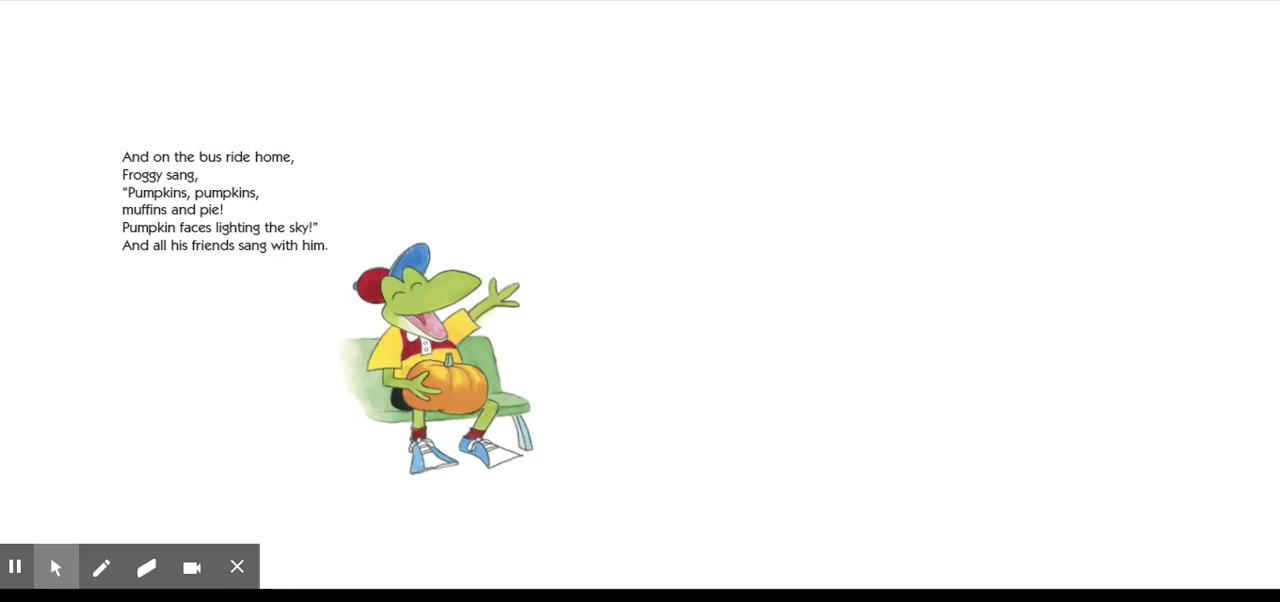 And on the bus ride home,
Froggy sang,
“Pumpkins, pumpkins,
muffins and pie!
Pumpkin faces lighting the sky!”
And all his friends sang with him.